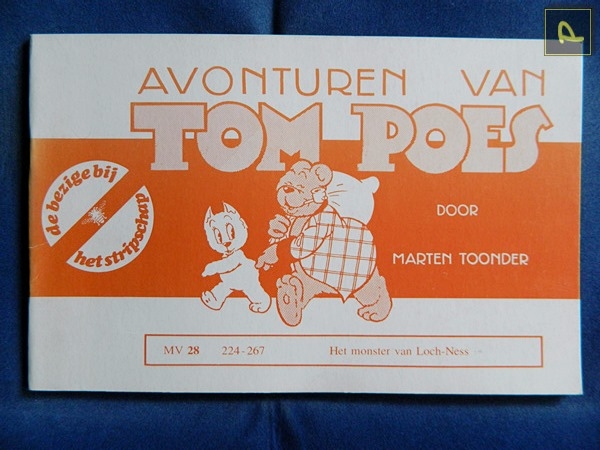 AVONTUREN VAN
TOM POES
de bezige bij
het stripschap
DOOR
MARTEN TOONDER
MV 28 224-267 Het monster van Loch-Ness